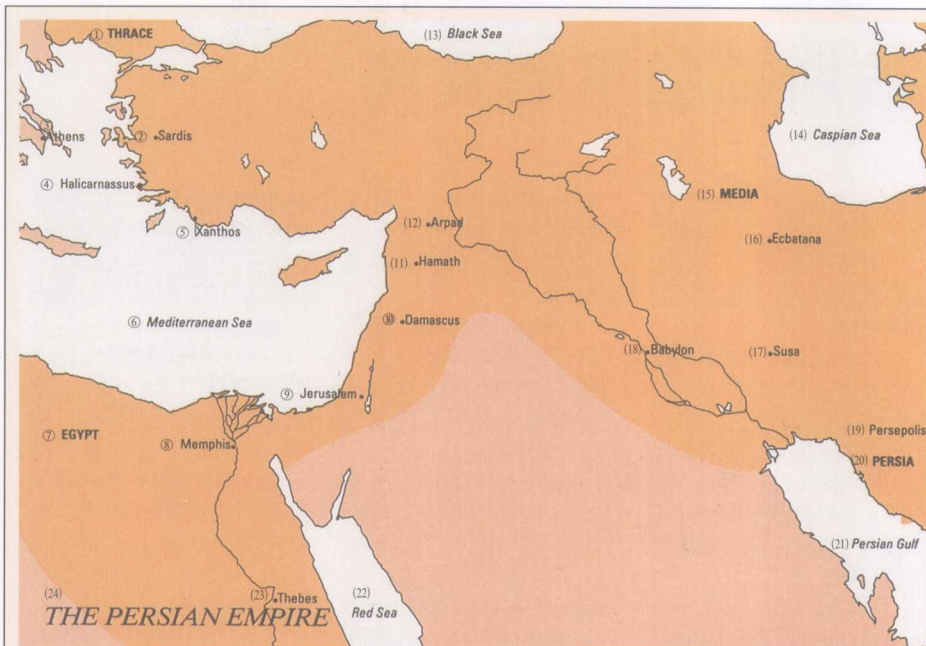 ① THRACE
(13) Black Sea
③
Athens
② Sardis
(14) Caspian Sea
④ Halicarnassus
(15) MEDIA
⑤ Xanthos
(12) Arpad
(16) Ecbatana
(11) Hamath
⑥ Mediterranean Sea
⑩ Damascus
(18) Babylon
(17) Susa
⑨ Jerusalem
⑦ EGYPT
⑧ Memphis
(19) Persepolis
(20) PERSIA
(21) Persian Gulf
(24)
THE PERSIAN EMPIRE
(23) Thebes
(22)
Red Sea